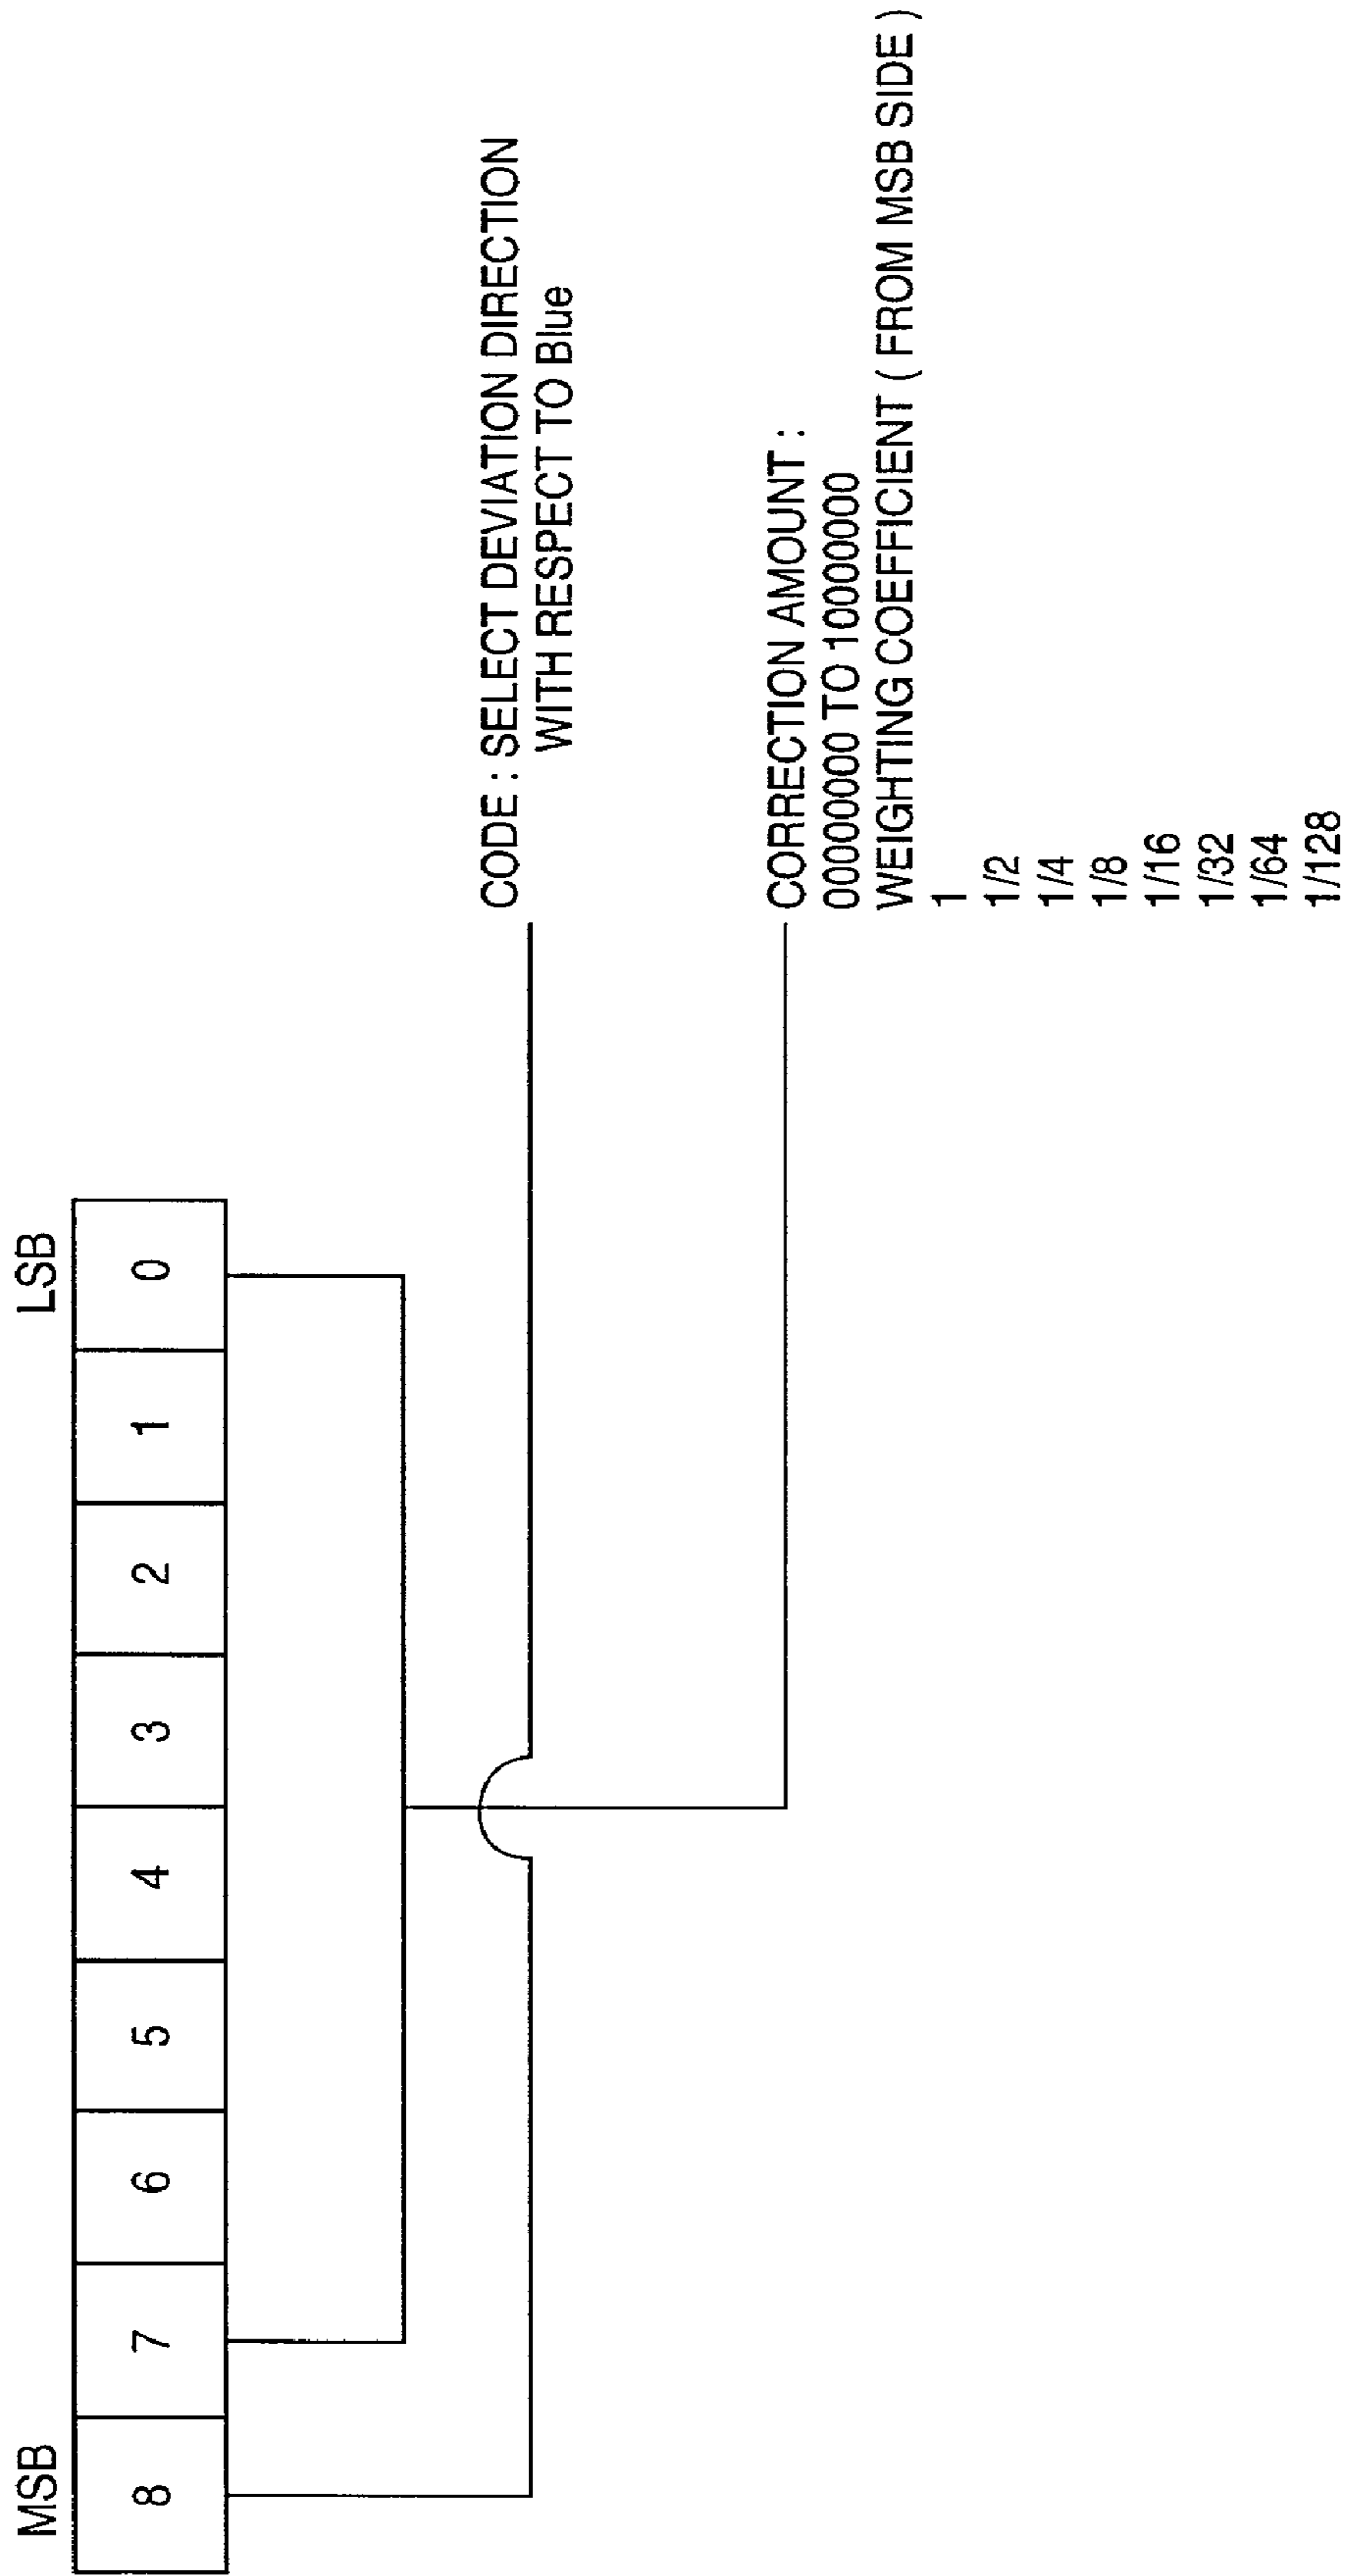 MSB LSB
8 7 6 5 4 3 2 1 0
CODE : SELECT DEVIATION DIRECTION
WITH RESPECT TO Blue
CORRECTION AMOUNT :
00000000 TO 10000000
WEIGHTING COEFFICIENT ( FROM MSB SIDE )
1
1/2
1/4
1/8
1/16
1/32
1/64
1/128